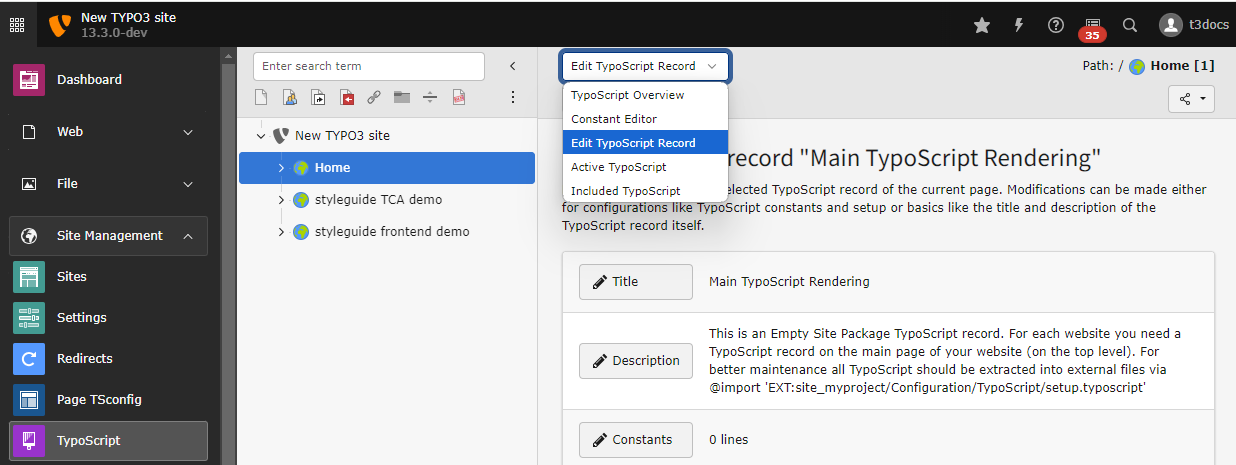 New TYPO3 site
13.3.0-dev
35
t3docs
Dashboard
Web
File
Site Management
Sites
Settings
Redirects
Page TSconfig
TypoScript
Enter search term
New TYPO3 site
Home
styleguide TCA demo
styleguide frontend demo
Edit TypoScript Record
Path: / Home [1]
TypoScript Overview
Constant Editor
Edit TypoScript Record
Active TypoScript
Included TypoScript
record "Main TypoScript Rendering"
selected TypoScript record of the current page. Modifications can be made either
for configurations like TypoScript constants and setup or basics like the title and description of the
TypoScript record itself.
Title
Main TypoScript Rendering
Description
This is an Empty Site Package TypoScript record. For each website you need a
TypoScript record on the main page of your website (on the top level). For
better maintenance all TypoScript should be extracted into external files via
@import 'EXT:site_myproject/Configuration/TypoScript/setup.typoscript'
Constants
0 lines